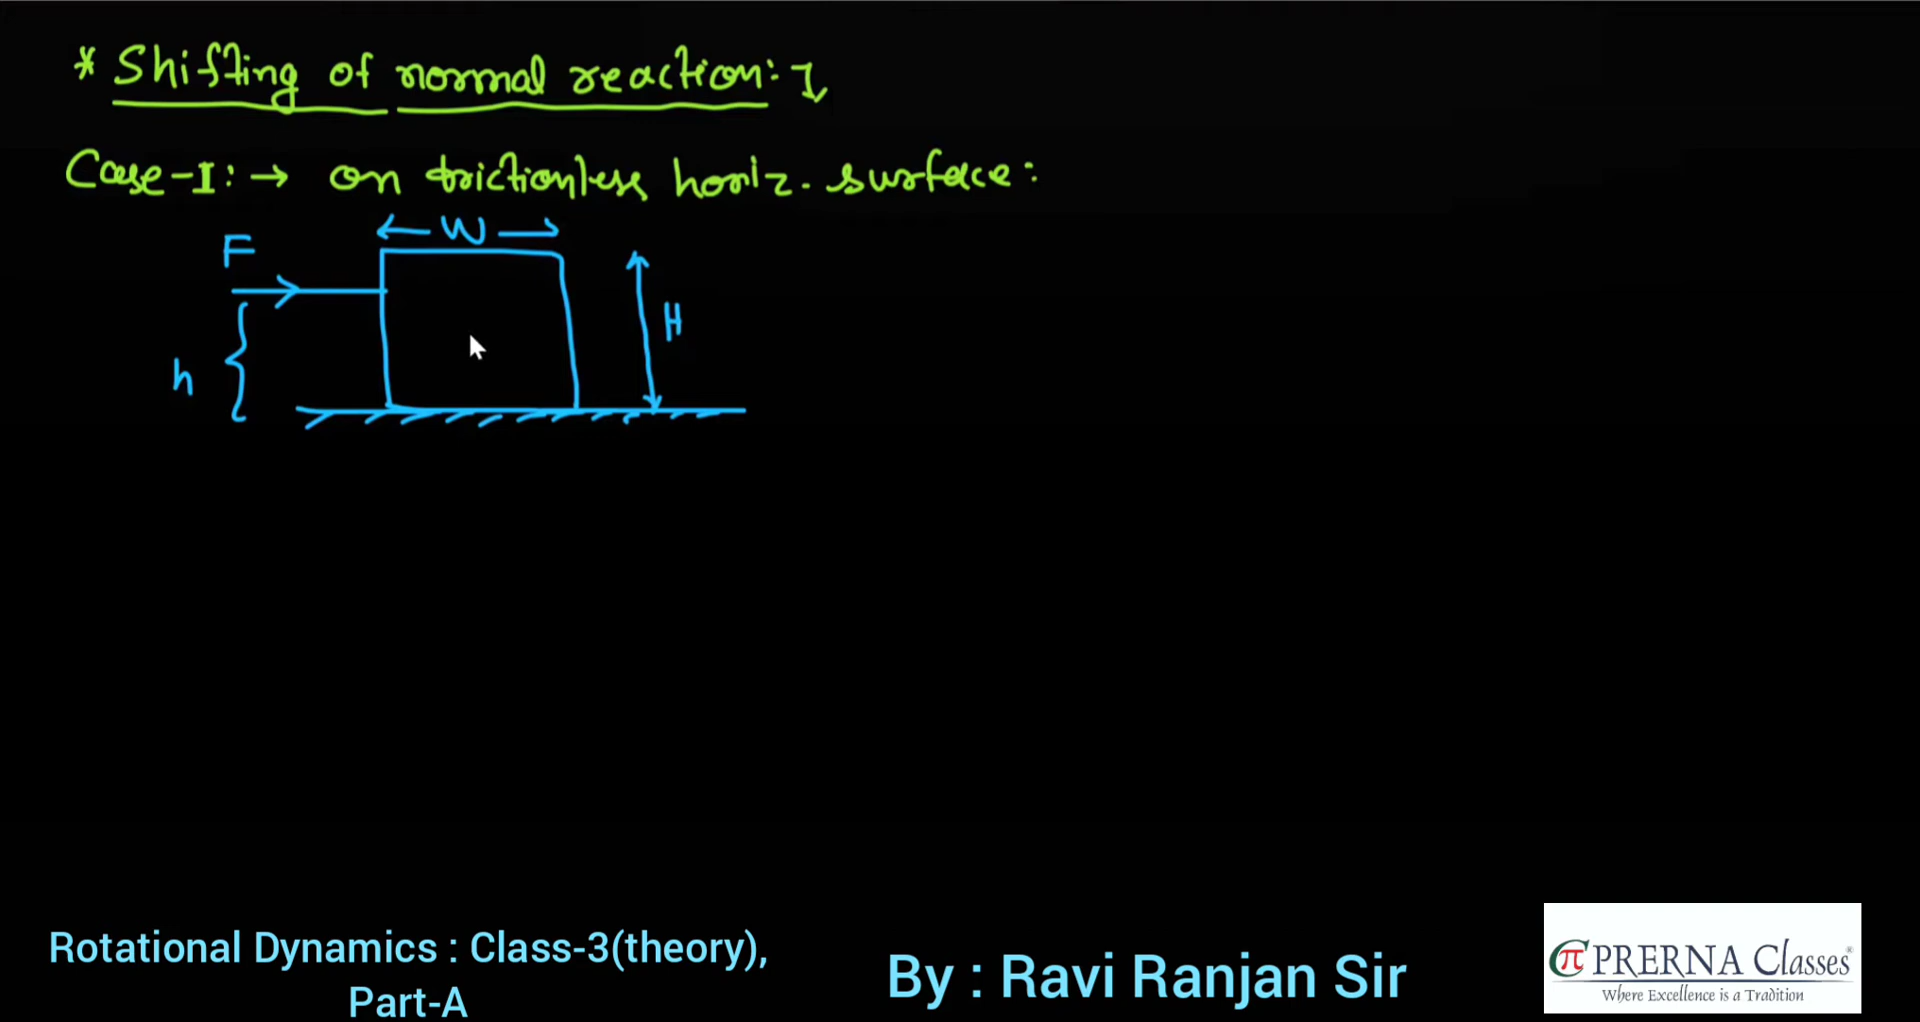 * Shifting of normal reaction:
Case-I: → on frictionless horiz. surface:
W
F
H
h
Rotational Dynamics : Class-3(theory),
Part-A
By : Ravi Ranjan Sir
π PRERNA Classes®
Where Excellence is a Tradition